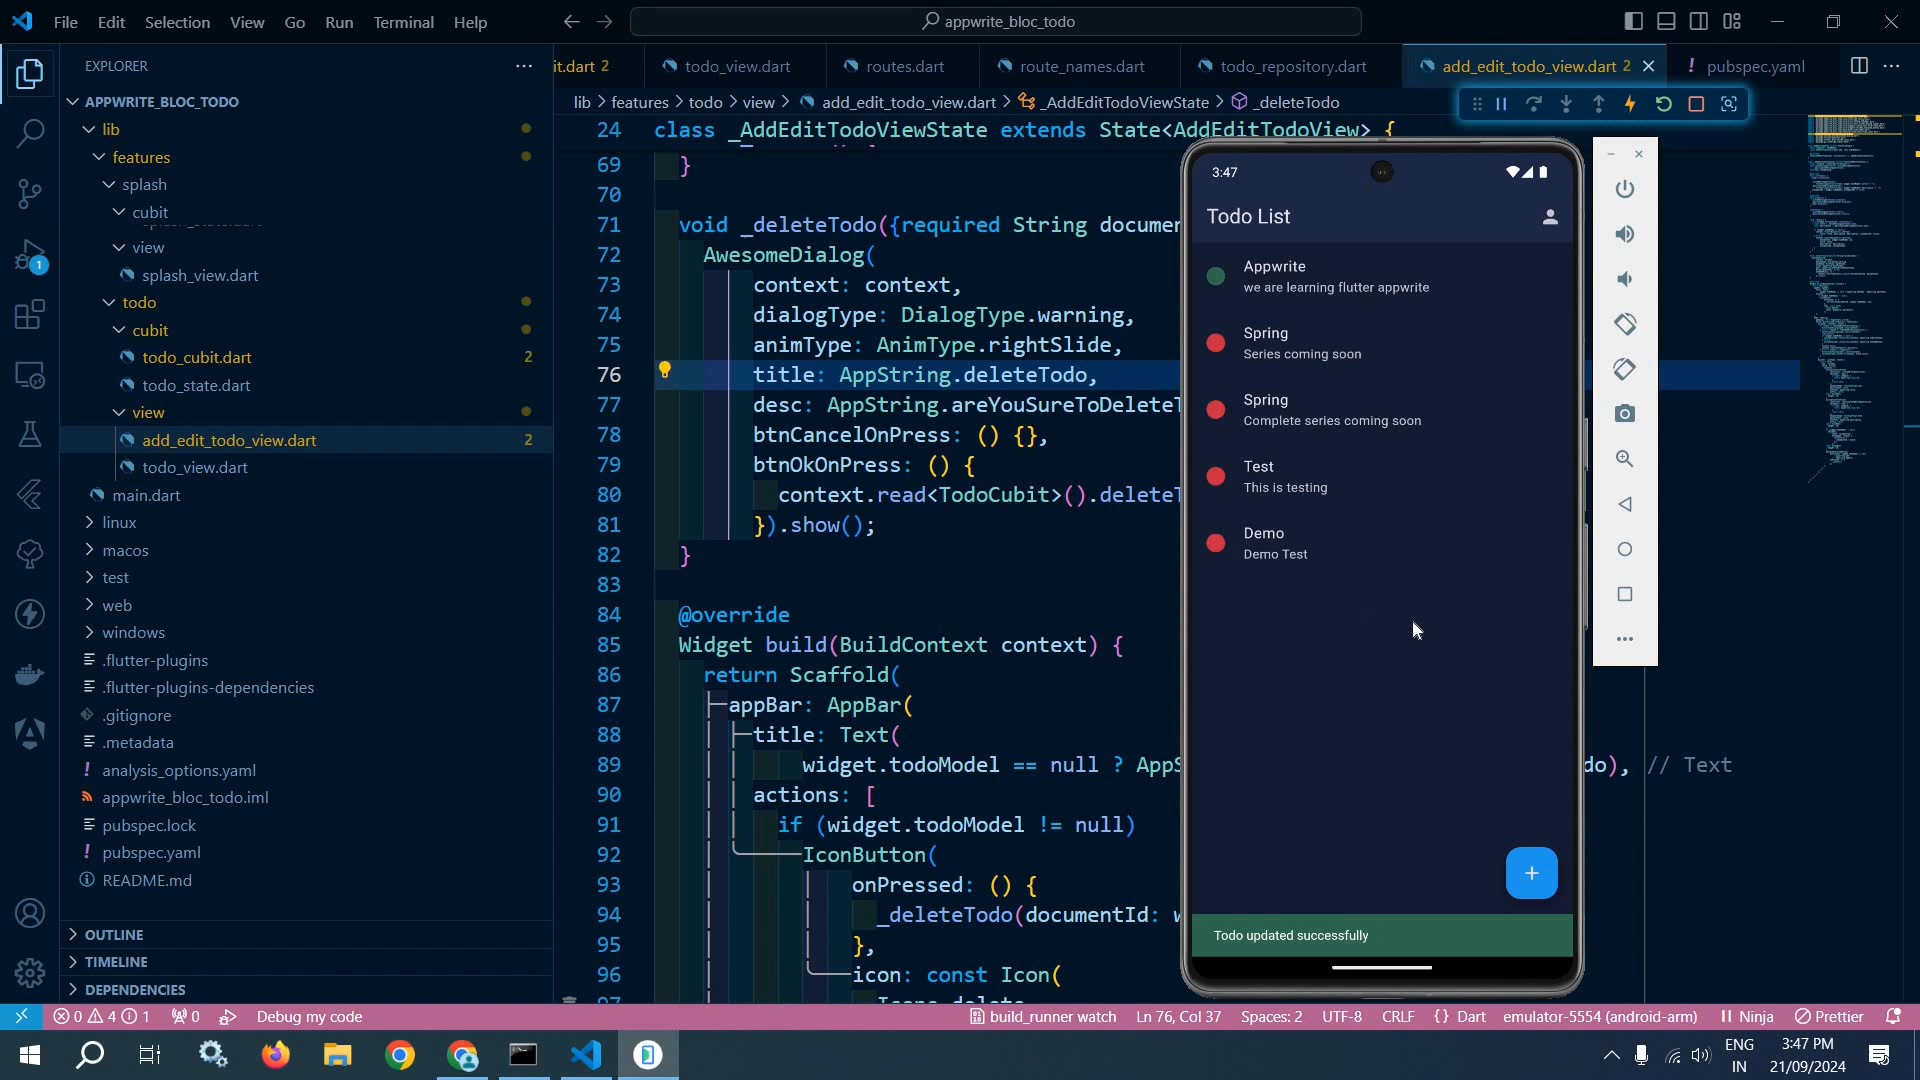 File Edit Selection View Go Run Terminal Help
appwrite_bloc_todo
EXPLORER
APPWRITE_BLOC_TODO
lib
features
splash
cubit
view
splash_view.dart
todo
cubit
todo_cubit.dart 2
todo_state.dart
view
add_edit_todo_view.dart 2
todo_view.dart
main.dart
linux
macos
test
web
windows
.flutter-plugins
.flutter-plugins-dependencies
.gitignore
.metadata
analysis_options.yaml
appwrite_bloc_todo.iml
pubspec.lock
pubspec.yaml
README.md
OUTLINE
TIMELINE
DEPENDENCIES
1
it.dart 2
todo_view.dart
routes.dart
route_names.dart
todo_repository.dart
add_edit_todo_view.dart 2
pubspec.yaml
lib > features > todo > view > add_edit_todo_view.dart > _AddEditTodoViewState > _deleteTodo
24 class _AddEditTodoViewState extends State<AddEditTodoView> {
69 }
70
71 void _deleteTodo({required String docume
72 AwesomeDialog(
73 context: context,
74 dialogType: DialogType.warning,
75 animType: AnimType.rightSlide,
76 title: AppString.deleteTodo,
77 desc: AppString.areYouSureToDeleteT
78 btnCancelOnPress: () {},
79 btnOkOnPress: () {
80 context.read<TodoCubit>().deleteT
81 }).show();
82 }
83
84 @override
85 Widget build(BuildContext context) {
86 return Scaffold(
87 appBar: AppBar(
88 title: Text(
89 widget.todoModel == null ? AppS do), // Text
90 actions: [
91 if (widget.todoModel != null)
92 IconButton(
93 onPressed: () {
94 _deleteTodo(documentId: w
95 },
96 icon: const Icon(
3:47
Todo List
Appwrite
we are learning flutter appwrite
Spring
Series coming soon
Spring
Complete series coming soon
Test
This is testing
Demo
Demo Test
+
Todo updated successfully
0 4 1 0 Debug my code
build_runner watch Ln 76, Col 37 Spaces: 2 UTF-8 CRLF {} Dart emulator-5554 (android-arm) Ninja Prettier
ENG
IN
3:47 PM
21/09/2024